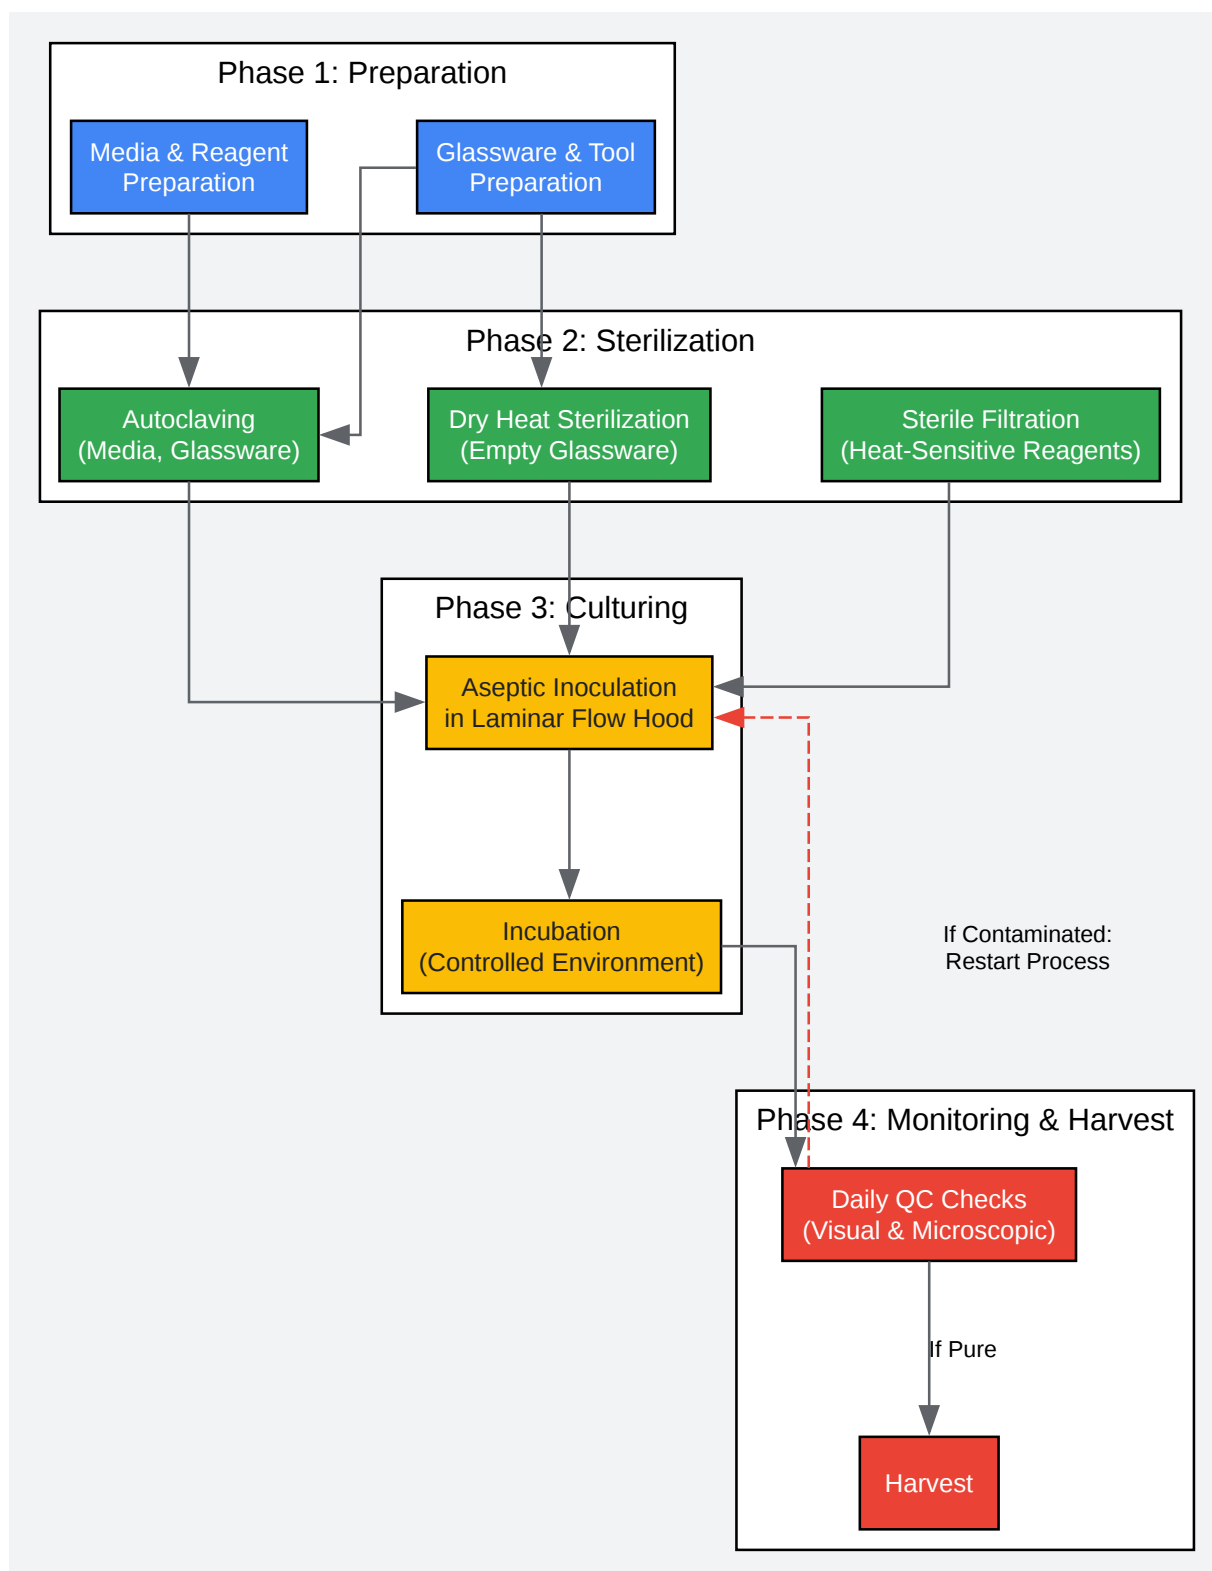 Phase 1: Preparation
Media & Reagent
Preparation
Glassware & Tool
Preparation
Phase 2: Sterilization
Autoclaving
(Media, Glassware)
Dry Heat Sterilization
(Empty Glassware)
Sterile Filtration
(Heat-Sensitive Reagents)
Phase 3: Culturing
Aseptic Inoculation
in Laminar Flow Hood
Incubation
(Controlled Environment)
If Contaminated:
Restart Process
Phase 4: Monitoring & Harvest
Daily QC Checks
(Visual & Microscopic)
If Pure
Harvest